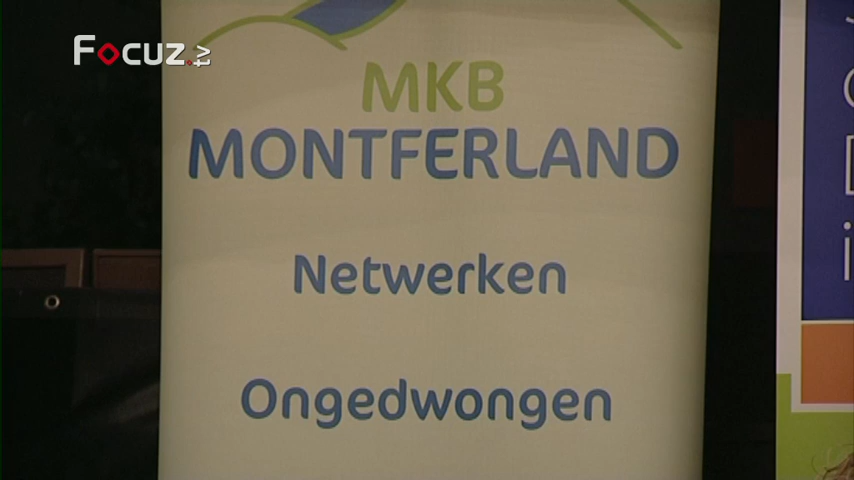 Focuz.tv
MKB
MONTFERLAND
Netwerken
Ongedwongen